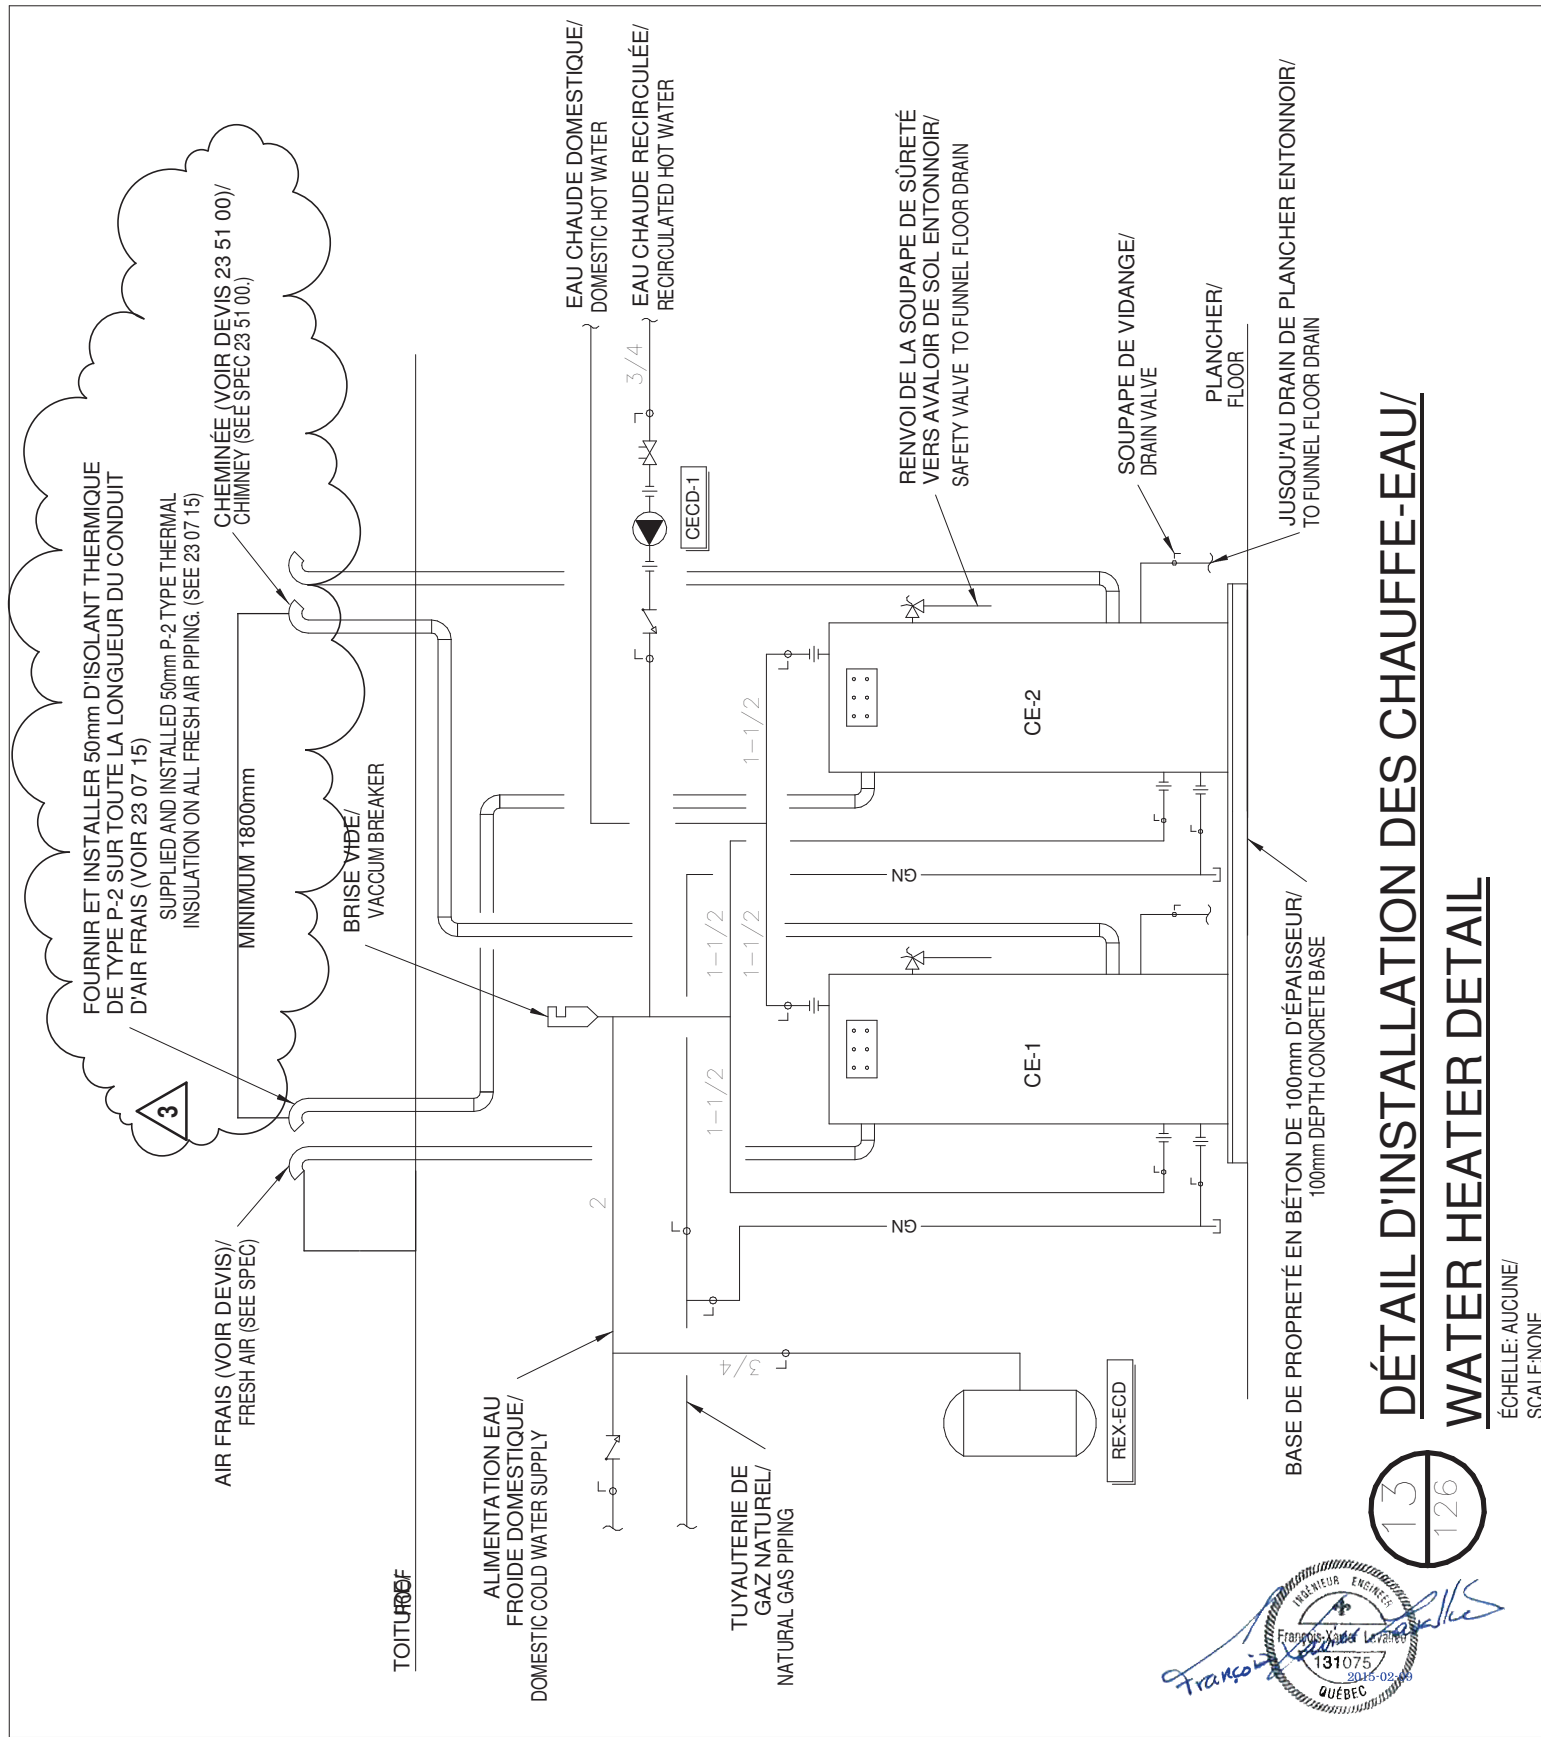 FOURNIR ET INSTALLER 50mm D'ISOLANT THERMIQUE
DE TYPE P-2 SUR TOUTE LA LONGUEUR DU CONDUIT
D'AIR FRAIS (VOIR 23 07 15)
SUPPLIED AND INSTALLED 50mm P-2 TYPE THERMAL
INSULATION ON ALL FRESH AIR PIPING. (SEE 23 07 15)
CHEMINÉE (VOIR DEVIS 23 51 00)/
CHIMNEY (SEE SPEC 23 51 00.)
3
MINIMUM 1800mm
AIR FRAIS (VOIR DEVIS)/
FRESH AIR (SEE SPEC)
BRISE VIDE/
VACCUM BREAKER
TOITURE/
ROOF
EAU CHAUDE DOMESTIQUE/
DOMESTIC HOT WATER
EAU CHAUDE RECIRCULÉE/
RECIRCULATED HOT WATER
3/4
CECD-1
ALIMENTATION EAU
FROIDE DOMESTIQUE/
DOMESTIC COLD WATER SUPPLY
2
1-1/2
1-1/2
1-1/2
1-1/2
3/4
TUYAUTERIE DE
GAZ NATUREL/
NATURAL GAS PIPING
GN
GN
RENVOI DE LA SOUPAPE DE SÛRETÉ
VERS AVALOIR DE SOL ENTONNOIR/
SAFETY VALVE TO FUNNEL FLOOR DRAIN
CE-1
CE-2
REX-ECD
SOUPAPE DE VIDANGE/
DRAIN VALVE
PLANCHER/
FLOOR
JUSQU'AU DRAIN DE PLANCHER ENTONNOIR/
TO FUNNEL FLOOR DRAIN
BASE DE PROPRETÉ EN BÉTON DE 100mm D'ÉPAISSEUR/
100mm DEPTH CONCRETE BASE
13
126
DÉTAIL D'INSTALLATION DES CHAUFFE-EAU/
WATER HEATER DETAIL
ÉCHELLE: AUCUNE/
SCALE:NONE
INGÉNIEUR ENGINEER
François-Xavier Lavallée
131075
2015-02-09
QUÉBEC
François Xavier Lavallée